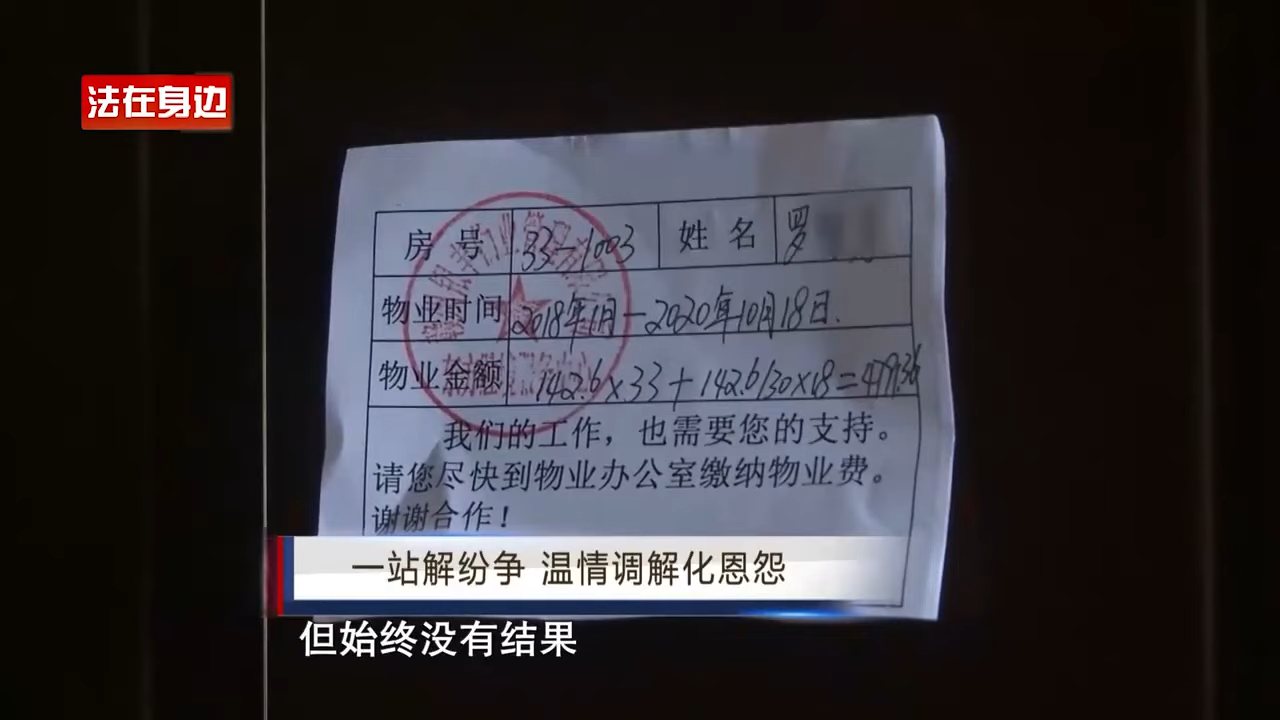 法在身边
房号 33-1003 姓名 罗
物业时间 2018年1月-2020年10月18日.
物业金额 142.6×33+142.6/30×18=4791.36
我们的工作，也需要您的支持。
请您尽快到物业办公室缴纳物业费。
谢谢合作！
一站解纷争 温情调解化恩怨
但始终没有结果